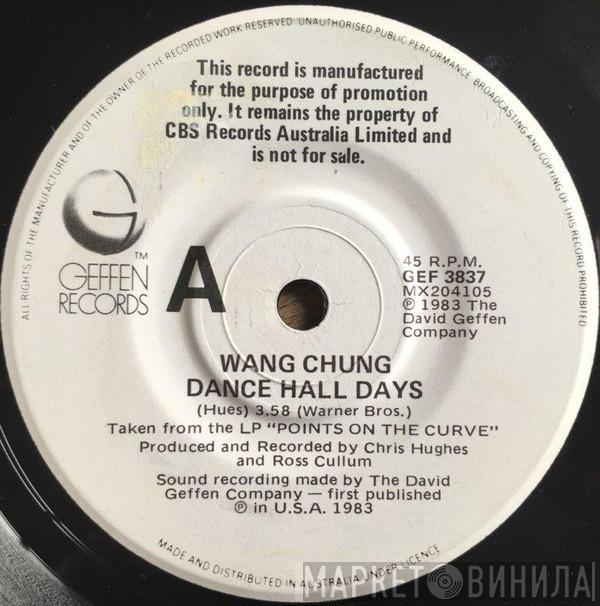 ALL RIGHTS OF THE MANUFACTURER AND OF THE OWNER OF THE RECORDED WORK RESERVED UNAUTHORISED PUBLIC PERFORMANCE BROADCASTING AND COPYING OF THIS RECORD PROHIBITED
This record is manufactured
for the purpose of promotion
only. It remains the property of
CBS Records Australia Limited and
is not for sale.
G
TM
GEFFEN
RECORDS
A
45 R.P.M.
GEF 3837
MX204105
℗ 1983 The
David Geffen
Company
WANG CHUNG
DANCE HALL DAYS
(Hues) 3.58 (Warner Bros.)
Taken from the LP "POINTS ON THE CURVE"
Produced and Recorded by Chris Hughes
and Ross Cullum
Sound recording made by The David
Geffen Company — first published
℗ in U.S.A. 1983
MADE AND DISTRIBUTED IN AUSTRALIA UNDER LICENCE
МАРКЕТ ВИНИЛА